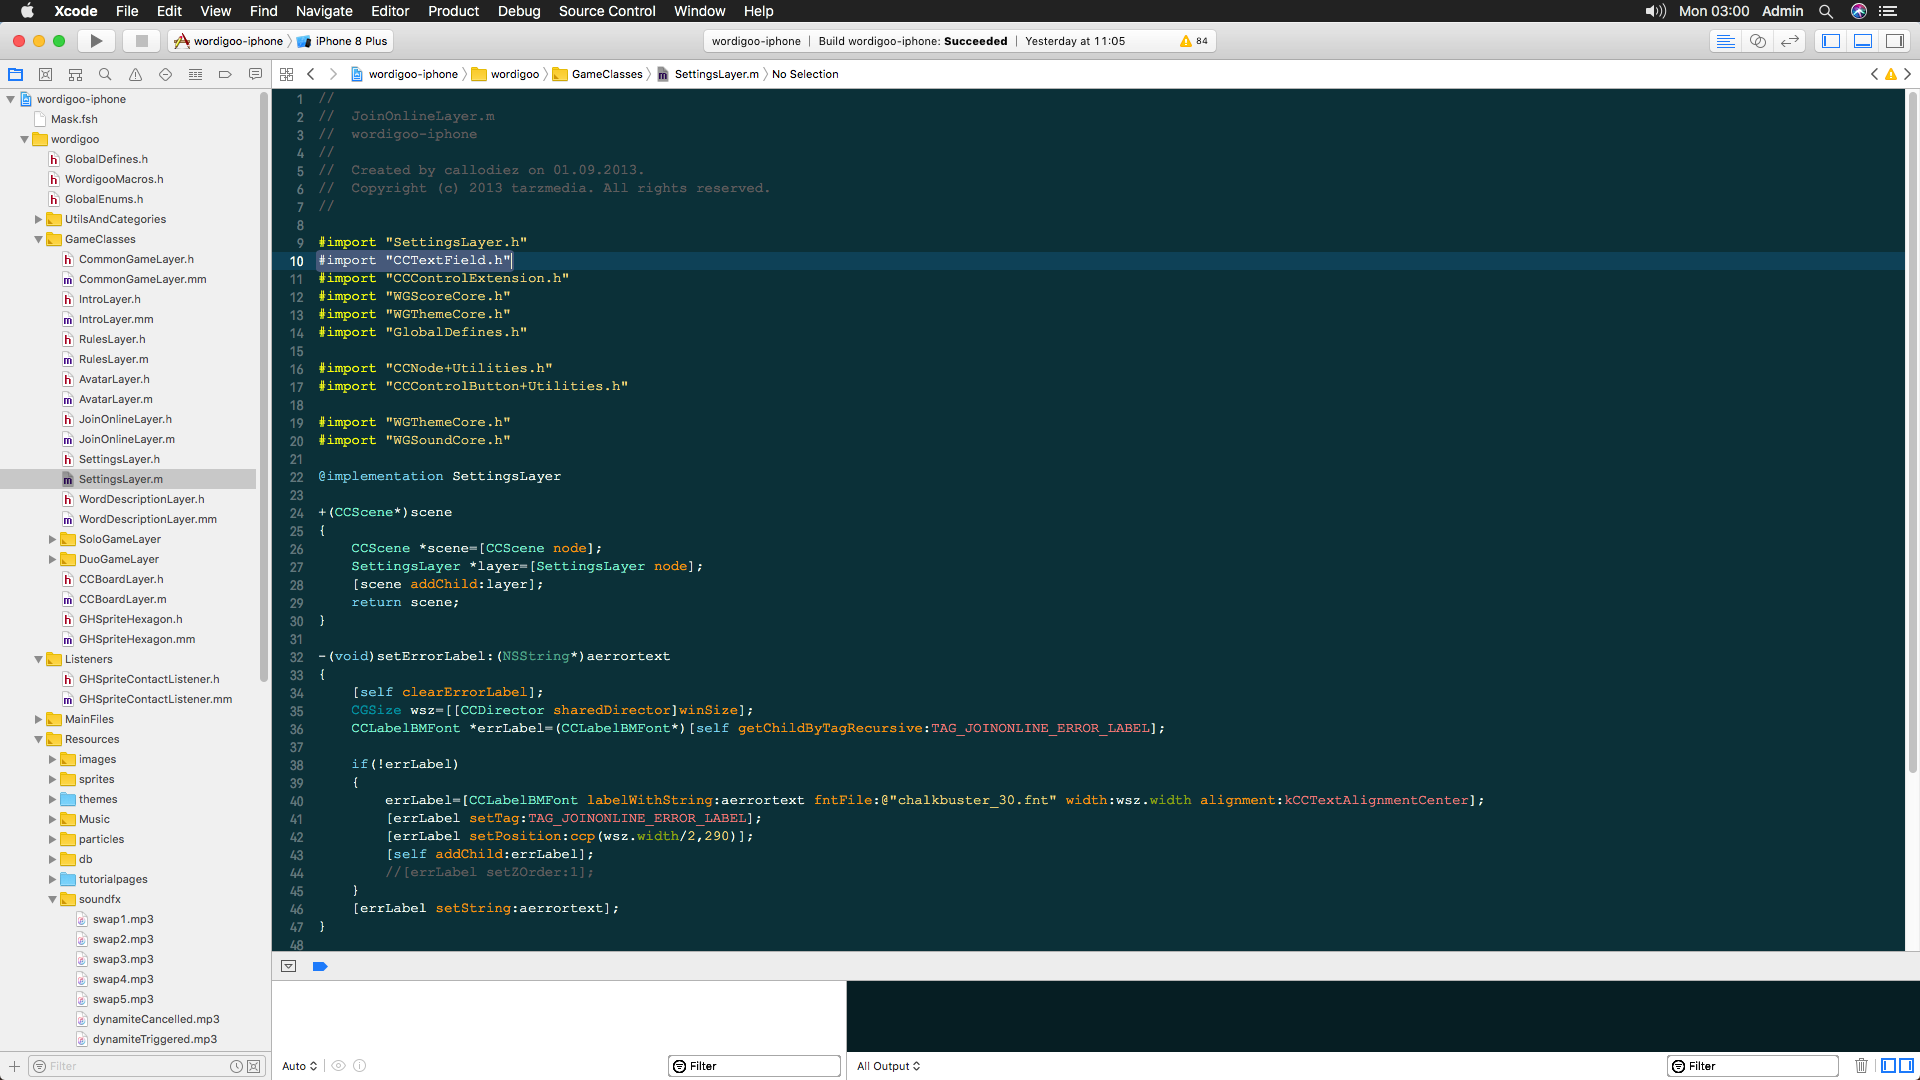 Xcode File Edit View Find Navigate Editor Product Debug Source Control Window Help Mon 03:00 Admin
wordigoo-iphone iPhone 8 Plus wordigoo-iphone | Build wordigoo-iphone: Succeeded | Yesterday at 11:05 84
wordigoo-iphone wordigoo GameClasses SettingsLayer.m No Selection
wordigoo-iphone
Mask.fsh
wordigoo
GlobalDefines.h
WordigooMacros.h
GlobalEnums.h
UtilsAndCategories
GameClasses
CommonGameLayer.h
CommonGameLayer.mm
IntroLayer.h
IntroLayer.mm
RulesLayer.h
RulesLayer.m
AvatarLayer.h
AvatarLayer.m
JoinOnlineLayer.h
JoinOnlineLayer.m
SettingsLayer.h
SettingsLayer.m
WordDescriptionLayer.h
WordDescriptionLayer.mm
SoloGameLayer
DuoGameLayer
CCBoardLayer.h
CCBoardLayer.m
GHSpriteHexagon.h
GHSpriteHexagon.mm
Listeners
GHSpriteContactListener.h
GHSpriteContactListener.mm
MainFiles
Resources
images
sprites
themes
Music
particles
db
tutorialpages
soundfx
swap1.mp3
swap2.mp3
swap3.mp3
swap4.mp3
swap5.mp3
dynamiteCancelled.mp3
dynamiteTriggered.mp3
Filter
1 //
2 // JoinOnlineLayer.m
3 // wordigoo-iphone
4 //
5 // Created by callodiez on 01.09.2013.
6 // Copyright (c) 2013 tarzmedia. All rights reserved.
7 //
8
9 #import "SettingsLayer.h"
10 #import "CCTextField.h"
11 #import "CCControlExtension.h"
12 #import "WGScoreCore.h"
13 #import "WGThemeCore.h"
14 #import "GlobalDefines.h"
15
16 #import "CCNode+Utilities.h"
17 #import "CCControlButton+Utilities.h"
18
19 #import "WGThemeCore.h"
20 #import "WGSoundCore.h"
21
22 @implementation SettingsLayer
23
24 +(CCScene*)scene
25 {
26 CCScene *scene=[CCScene node];
27 SettingsLayer *layer=[SettingsLayer node];
28 [scene addChild:layer];
29 return scene;
30 }
31
32 -(void)setErrorLabel:(NSString*)aerrortext
33 {
34 [self clearErrorLabel];
35 CGSize wsz=[[CCDirector sharedDirector]winSize];
36 CCLabelBMFont *errLabel=(CCLabelBMFont*)[self getChildByTagRecursive:TAG_JOINONLINE_ERROR_LABEL];
37
38 if(!errLabel)
39 {
40 errLabel=[CCLabelBMFont labelWithString:aerrortext fntFile:@"chalkbuster_30.fnt" width:wsz.width alignment:kCCTextAlignmentCenter];
41 [errLabel setTag:TAG_JOINONLINE_ERROR_LABEL];
42 [errLabel setPosition:ccp(wsz.width/2,290)];
43 [self addChild:errLabel];
44 //[errLabel setZOrder:1];
45 }
46 [errLabel setString:aerrortext];
47 }
48
Auto Filter All Output Filter